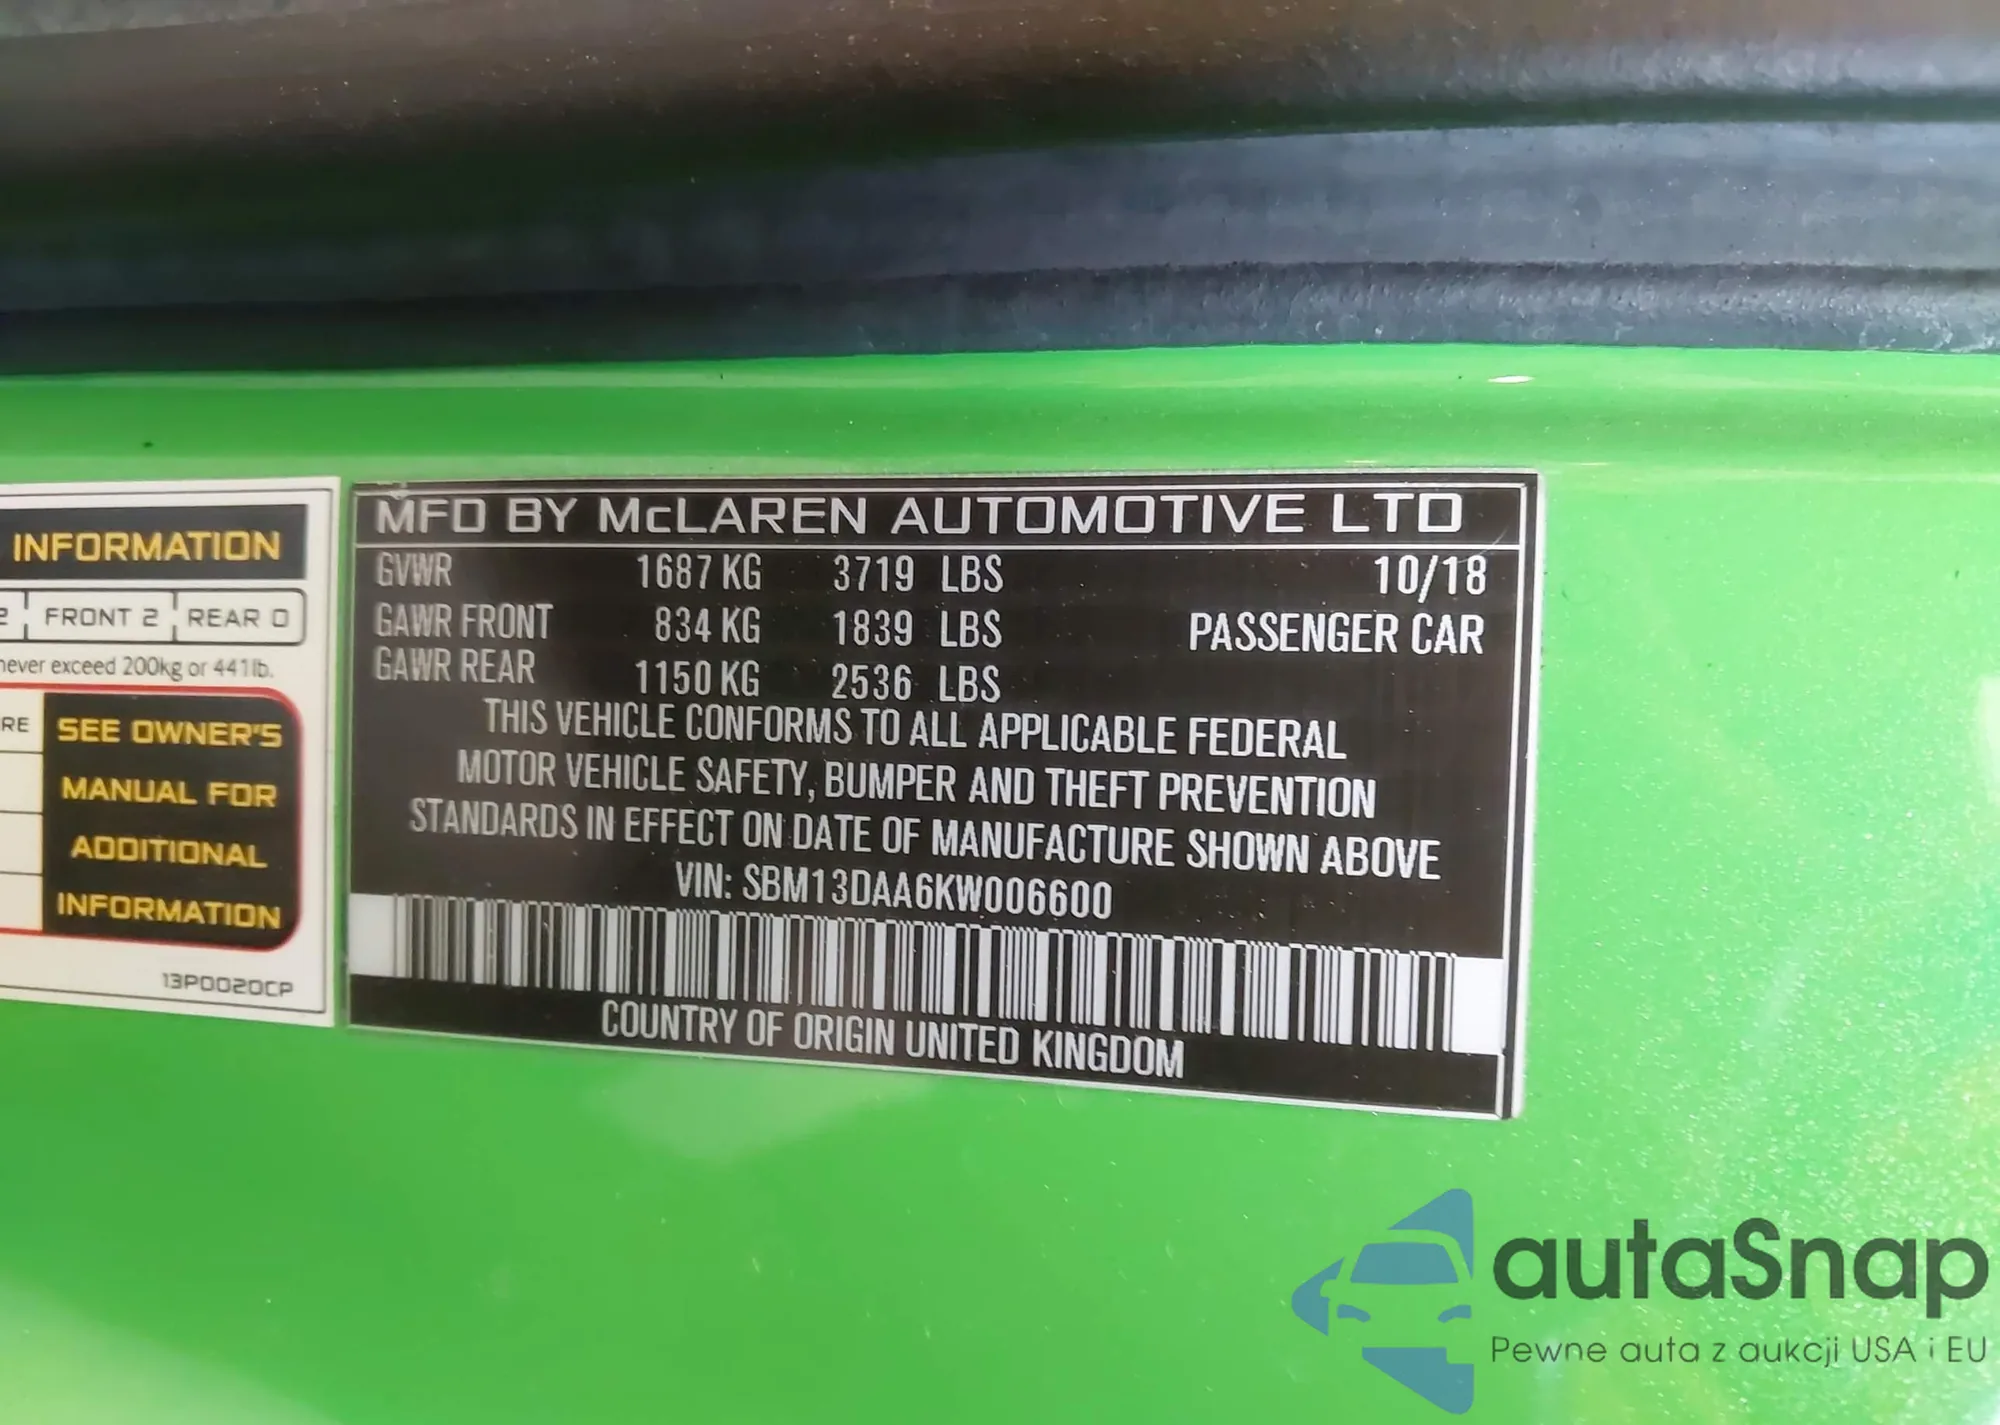 INFORMATION
2 FRONT 2 REAR 0
never exceed 200kg or 441lb.
RE
SEE OWNER'S
MANUAL FOR
ADDITIONAL
INFORMATION
13P0020CP
MFD BY McLAREN AUTOMOTIVE LTD
GVWR 1687 KG 3719 LBS 10/18
GAWR FRONT 834 KG 1839 LBS PASSENGER CAR
GAWR REAR 1150 KG 2536 LBS
THIS VEHICLE CONFORMS TO ALL APPLICABLE FEDERAL
MOTOR VEHICLE SAFETY, BUMPER AND THEFT PREVENTION
STANDARDS IN EFFECT ON DATE OF MANUFACTURE SHOWN ABOVE
VIN: SBM13DAA6KW006600
COUNTRY OF ORIGIN UNITED KINGDOM
autaSnap
Pewne auta z aukcji USA i EU